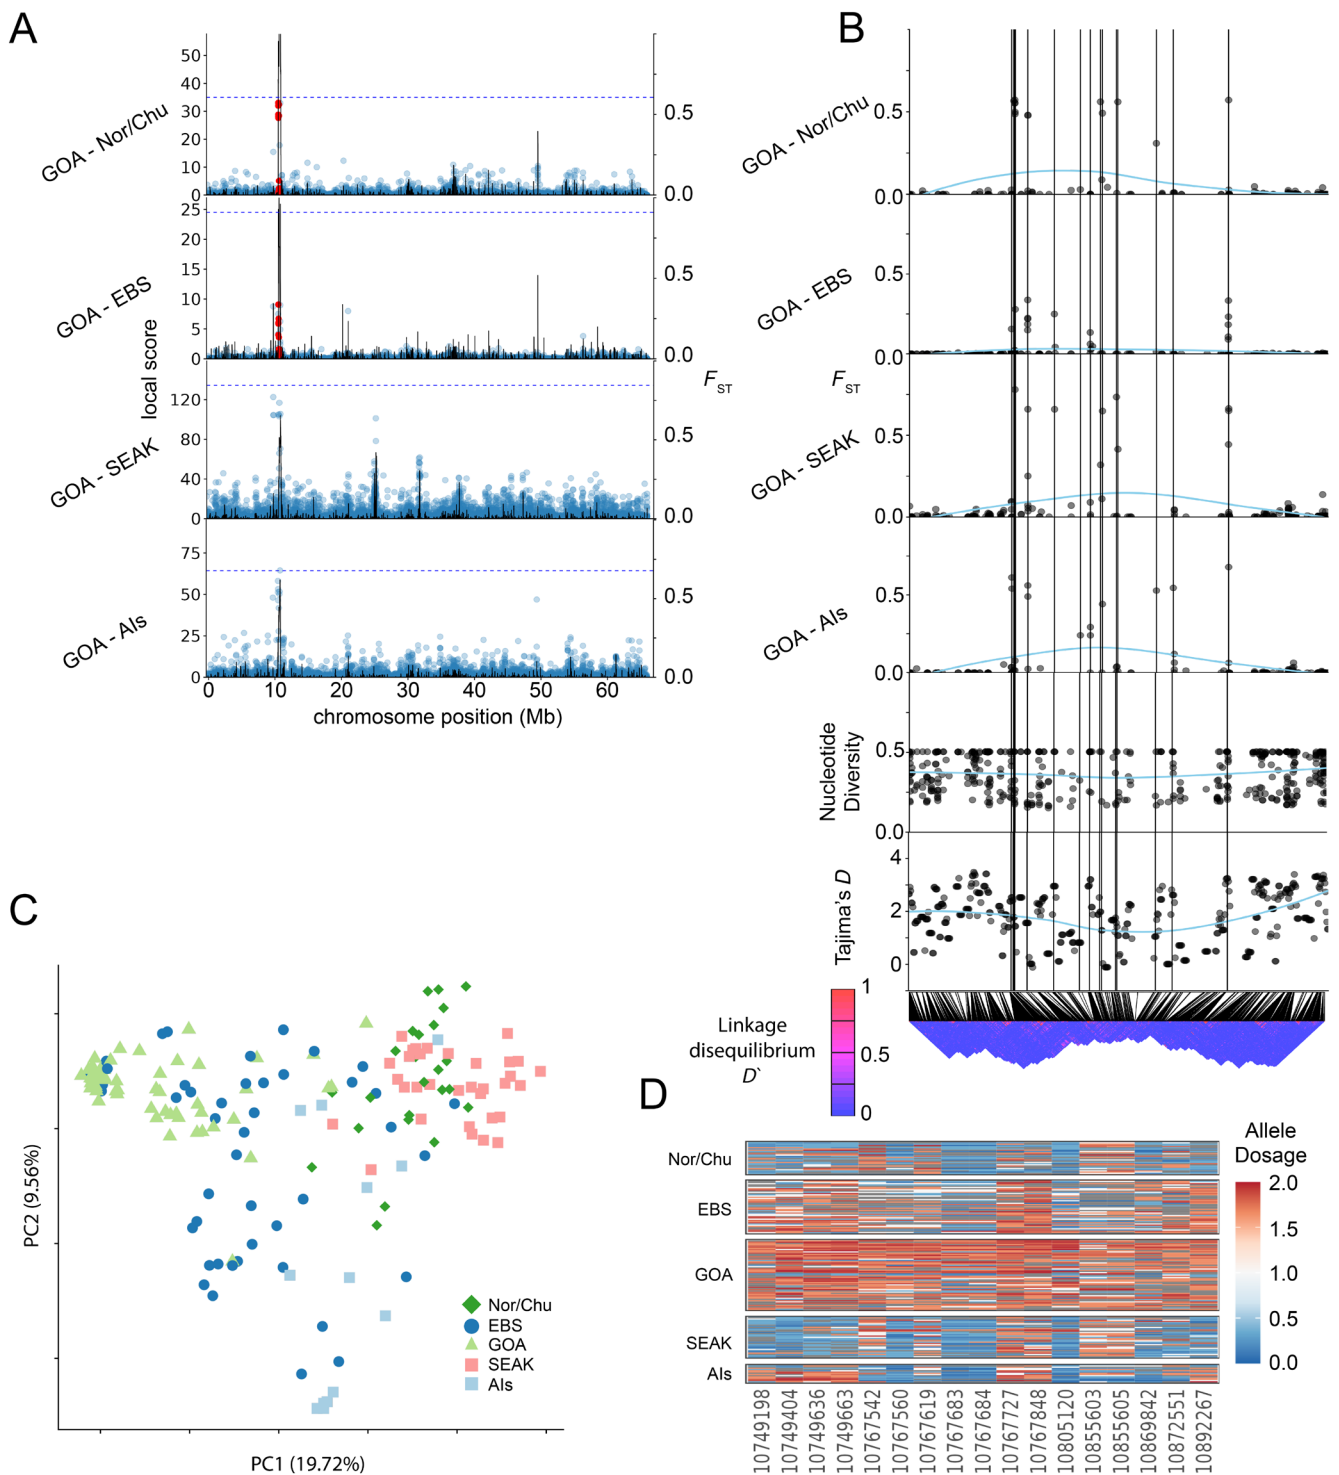 A
GOA - Nor/Chu
50
40
30
20
10
0
0.5
0.0
GOA - EBS
25
20
15
10
5
0
0.5
0.0
local score
FST
GOA - SEAK
120
80
40
0
0.5
0.0
GOA - AIs
75
50
25
0
0.5
0.0
0 10 20 30 40 50 60
chromosome position (Mb)
B
GOA - Nor/Chu
0.5
0.0
GOA - EBS
0.5
0.0
FST
GOA - SEAK
0.5
0.0
GOA - AIs
0.5
0.0
Nucleotide
Diversity
0.5
0.0
Tajima's D
4
2
0
Linkage
disequilibrium
D`
1
0.5
0
C
PC2 (9.56%)
PC1 (19.72%)
Nor/Chu
EBS
GOA
SEAK
AIs
D
Nor/Chu
EBS
GOA
SEAK
AIs
Allele
Dosage
2.0
1.5
1.0
0.5
0.0
10749198
10749404
10749636
10749663
10767542
10767560
10767619
10767683
10767684
10767727
10767848
10805120
10855603
10855605
10869842
10872551
10892267